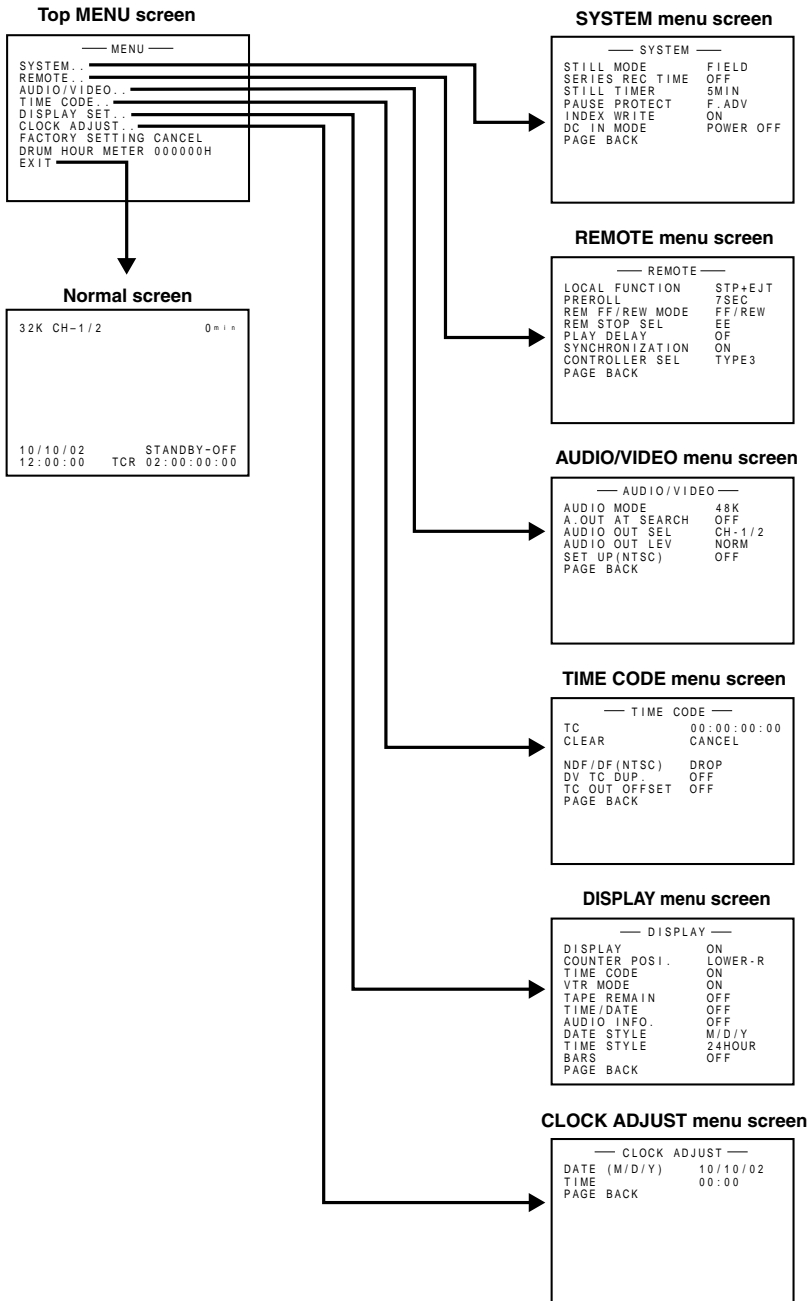 Top MENU screen
MENU
SYSTEM..
REMOTE..
AUDIO/VIDEO..
TIME CODE..
DISPLAY SET..
CLOCK ADJUST..
FACTORY SETTING CANCEL
DRUM HOUR METER 000000H
EXIT
Normal screen
32K CH-1/2 0min
10/10/02 STANDBY-OFF
12:00:00 TCR 02:00:00:00
SYSTEM menu screen
SYSTEM
STILL MODE FIELD
SERIES REC TIME OFF
STILL TIMER 5MIN
PAUSE PROTECT F.ADV
INDEX WRITE ON
DC IN MODE POWER OFF
PAGE BACK
REMOTE menu screen
REMOTE
LOCAL FUNCTION STP+EJT
PREROLL 7SEC
REM FF/REW MODE FF/REW
REM STOP SEL EE
PLAY DELAY OF
SYNCHRONIZATION ON
CONTROLLER SEL TYPE3
PAGE BACK
AUDIO/VIDEO menu screen
AUDIO/VIDEO
AUDIO MODE 48K
A.OUT AT SEARCH OFF
AUDIO OUT SEL CH-1/2
AUDIO OUT LEV NORM
SET UP(NTSC) OFF
PAGE BACK
TIME CODE menu screen
TIME CODE
TC 00:00:00:00
CLEAR CANCEL
NDF/DF(NTSC) DROP
DV TC DUP. OFF
TC OUT OFFSET OFF
PAGE BACK
DISPLAY menu screen
DISPLAY
DISPLAY ON
COUNTER POSI. LOWER-R
TIME CODE ON
VTR MODE ON
TAPE REMAIN OFF
TIME/DATE OFF
AUDIO INFO. OFF
DATE STYLE M/D/Y
TIME STYLE 24HOUR
BARS OFF
PAGE BACK
CLOCK ADJUST menu screen
CLOCK ADJUST
DATE (M/D/Y) 10/10/02
TIME 00:00
PAGE BACK